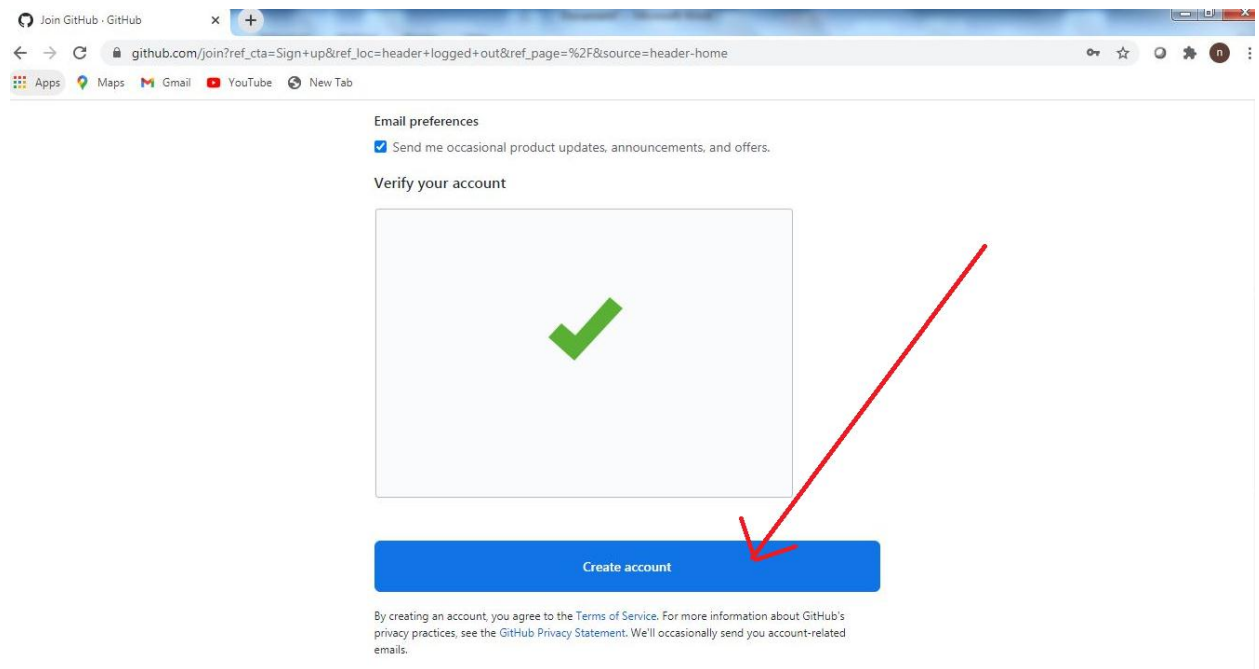 Join GitHub · GitHub
github.com/join?ref_cta=Sign+up&ref_loc=header+logged+out&ref_page=%2F&source=header-home
n
Apps Maps Gmail YouTube New Tab
Email preferences
Send me occasional product updates, announcements, and offers.
Verify your account
Create account
By creating an account, you agree to the Terms of Service. For more information about GitHub's
privacy practices, see the GitHub Privacy Statement. We'll occasionally send you account-related
emails.